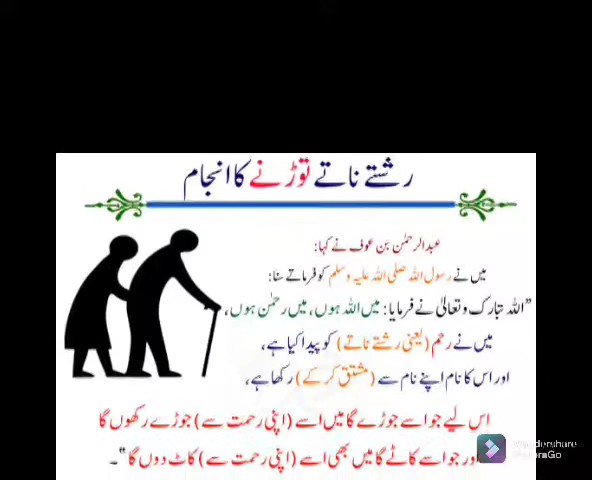 رشتے ناتے توڑنے کا انجام
عبدالرحمٰن بن عوف نے کہا:
میں نے رسول اللہ صلی اللہ علیہ وسلم کو فرماتے سنا:
”اللہ تبارک و تعالیٰ نے فرمایا: میں اللہ ہوں، میں رحمٰن ہوں،
میں نے رحم (یعنی رشتے ناتے) کو پیدا کیا ہے،
اور اس کا نام اپنے نام سے (مشتق کر کے) رکھا ہے،
اس لیے جو اسے جوڑے گا میں اسے (اپنی رحمت سے) جوڑے رکھوں گا
اور جو اسے کاٹے گا میں بھی اسے (اپنی رحمت سے) کاٹ دوں گا“۔
Wondershare